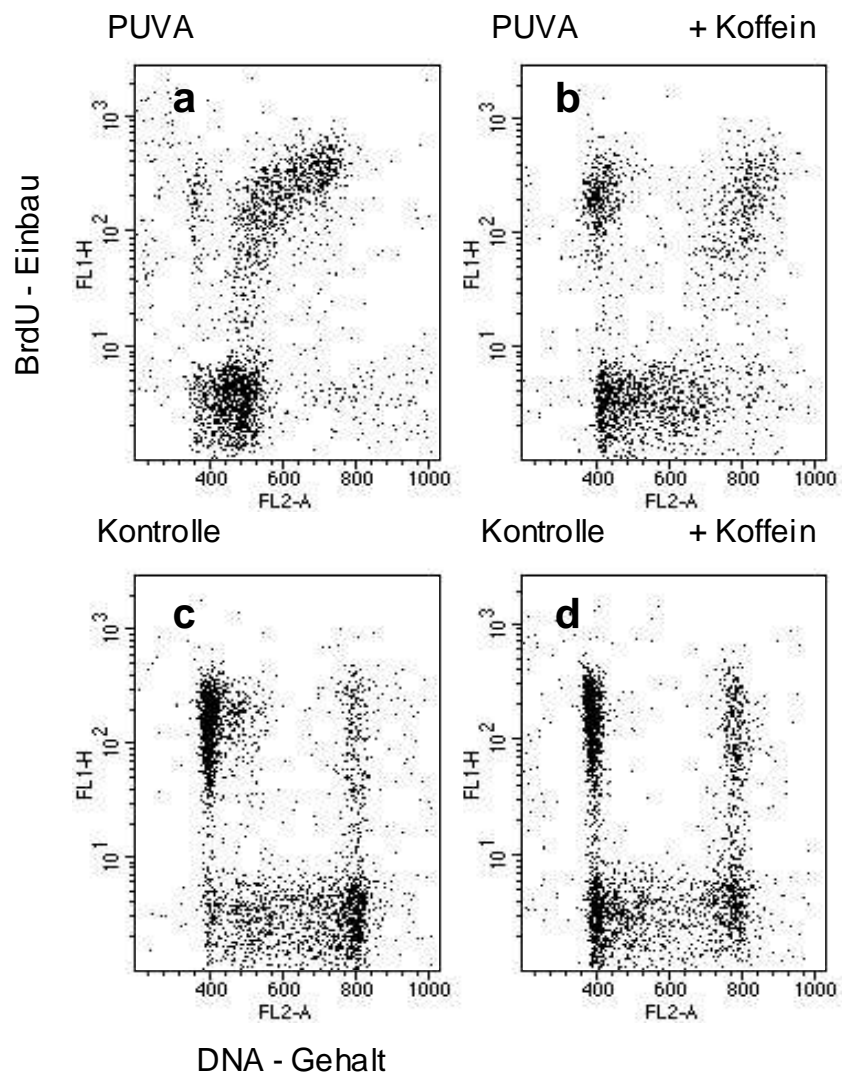 PUVA
PUVA + Koffein
a
10³
10²
10¹
FL1-H
400 600 800 1000
FL2-A
b
10³
10²
10¹
FL1-H
400 600 800 1000
FL2-A
BrdU - Einbau
Kontrolle
Kontrolle + Koffein
c
10³
10²
10¹
FL1-H
400 600 800 1000
FL2-A
d
10³
10²
10¹
FL1-H
400 600 800 1000
FL2-A
DNA - Gehalt